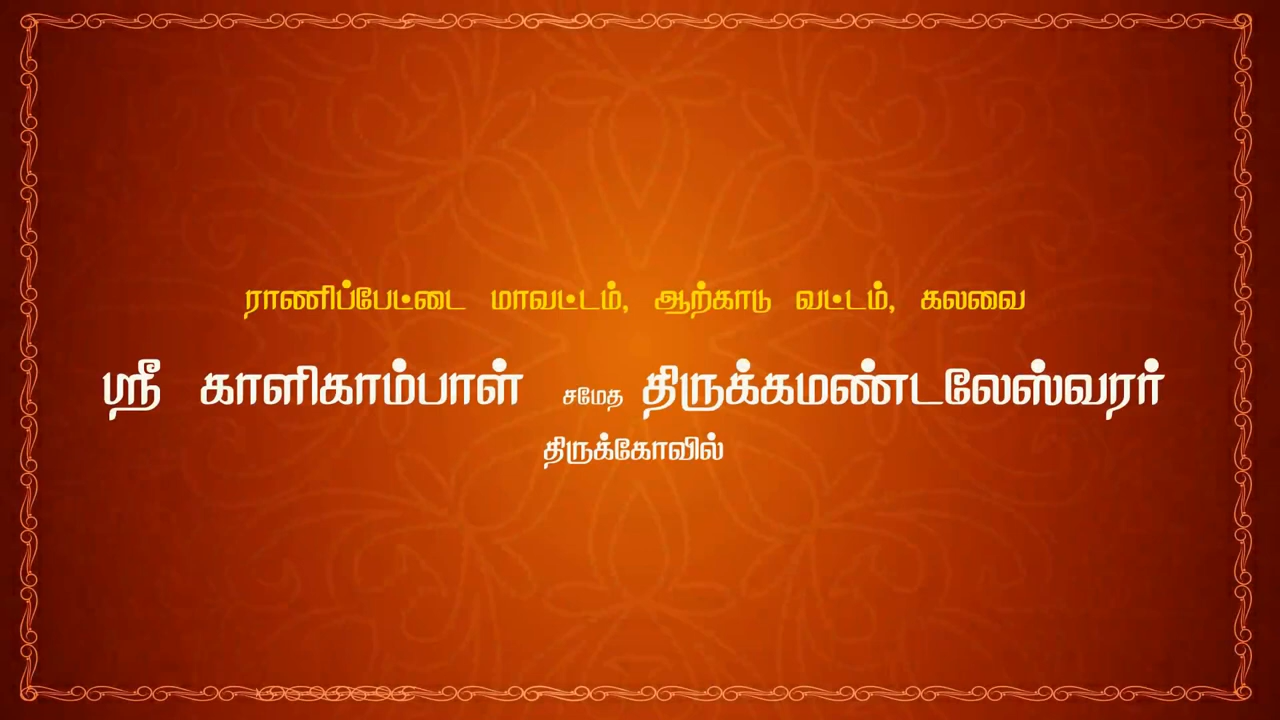 ராணிப்பேட்டை மாவட்டம், ஆற்காடு வட்டம், கலவை
ஸ்ரீ காளிகாம்பாள் சமேத திருக்கமண்டலேஸ்வரர்
திருக்கோவில்